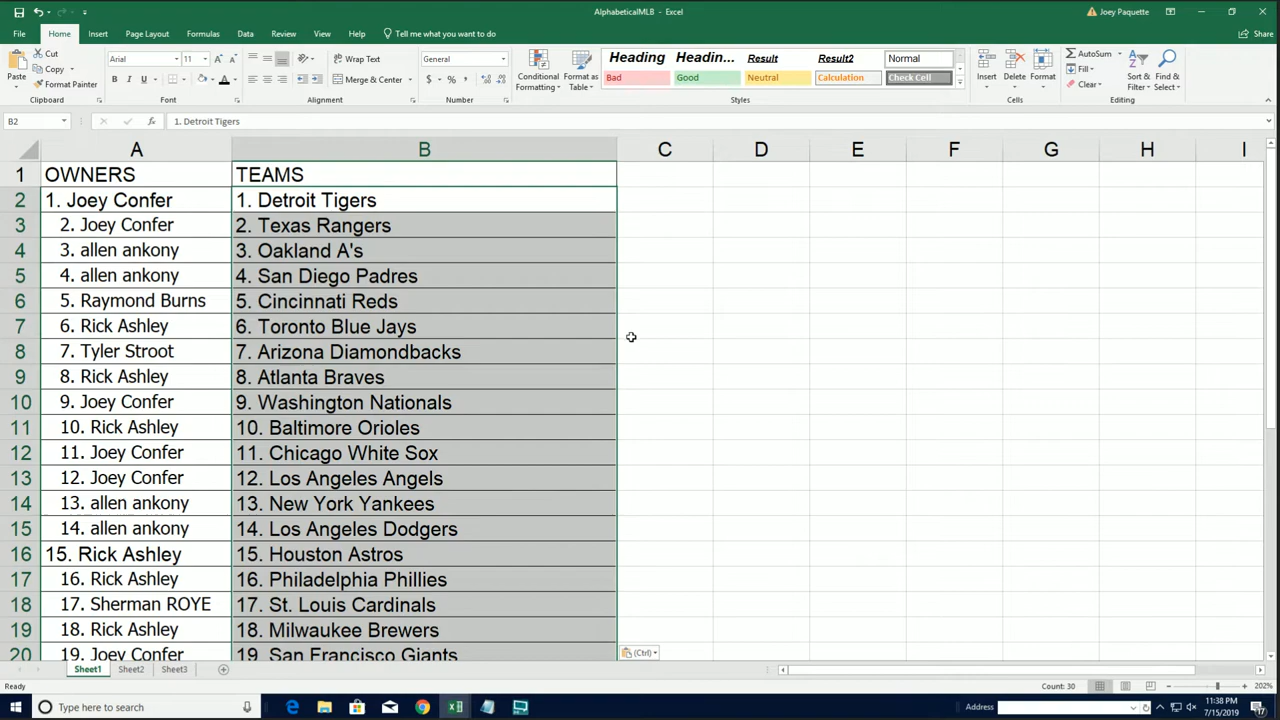 AlphabeticalMLB - Excel
Joey Paquette
File Home Insert Page Layout Formulas Data Review View Help Tell me what you want to do Share
Paste
Cut
Copy
Format Painter
Clipboard
Arial 11
B I U
Font
Wrap Text
Merge & Center
Alignment
General
$ % ,
Number
Conditional Formatting
Format as Table
Heading Headin... Result Result2 Normal
Bad Good Neutral Calculation Check Cell
Styles
Insert Delete Format
Cells
AutoSum
Fill
Clear
Sort & Filter
Find & Select
Editing
B2 fx 1. Detroit Tigers
A B C D E F G H I
1 OWNERS TEAMS
2 1. Joey Confer 1. Detroit Tigers
3 2. Joey Confer 2. Texas Rangers
4 3. allen ankony 3. Oakland A's
5 4. allen ankony 4. San Diego Padres
6 5. Raymond Burns 5. Cincinnati Reds
7 6. Rick Ashley 6. Toronto Blue Jays
8 7. Tyler Stroot 7. Arizona Diamondbacks
9 8. Rick Ashley 8. Atlanta Braves
10 9. Joey Confer 9. Washington Nationals
11 10. Rick Ashley 10. Baltimore Orioles
12 11. Joey Confer 11. Chicago White Sox
13 12. Joey Confer 12. Los Angeles Angels
14 13. allen ankony 13. New York Yankees
15 14. allen ankony 14. Los Angeles Dodgers
16 15. Rick Ashley 15. Houston Astros
17 16. Rick Ashley 16. Philadelphia Phillies
18 17. Sherman ROYE 17. St. Louis Cardinals
19 18. Rick Ashley 18. Milwaukee Brewers
20 19. Joey Confer 19. San Francisco Giants
(Ctrl)
Sheet1 Sheet2 Sheet3
Ready Count: 30 202%
Type here to search Address 11:38 PM
7/15/2019
17